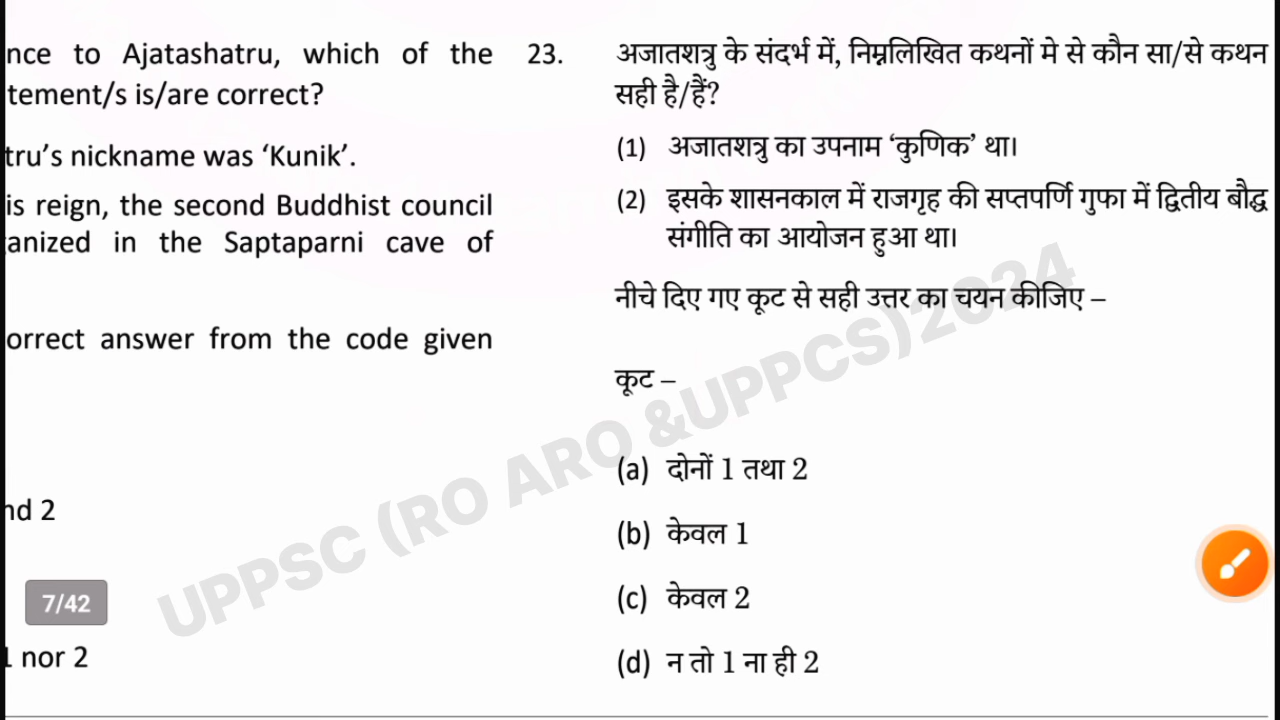 nce to Ajatashatru, which of the
tement/s is/are correct?
tru's nickname was 'Kunik'.
is reign, the second Buddhist council
anized in the Saptaparni cave of
orrect answer from the code given
nd 2
7/42
1 nor 2
23. अजातशत्रु के संदर्भ में, निम्नलिखित कथनों मे से कौन सा/से कथन
सही है/हैं?
(1) अजातशत्रु का उपनाम ‘कुणिक’ था।
(2) इसके शासनकाल में राजगृह की सप्तपर्णि गुफा में द्वितीय बौद्ध
संगीति का आयोजन हुआ था।
नीचे दिए गए कूट से सही उत्तर का चयन कीजिए –
कूट –
(a) दोनों 1 तथा 2
(b) केवल 1
(c) केवल 2
(d) न तो 1 ना ही 2
UPPSC (RO ARO &UPPCS)2024